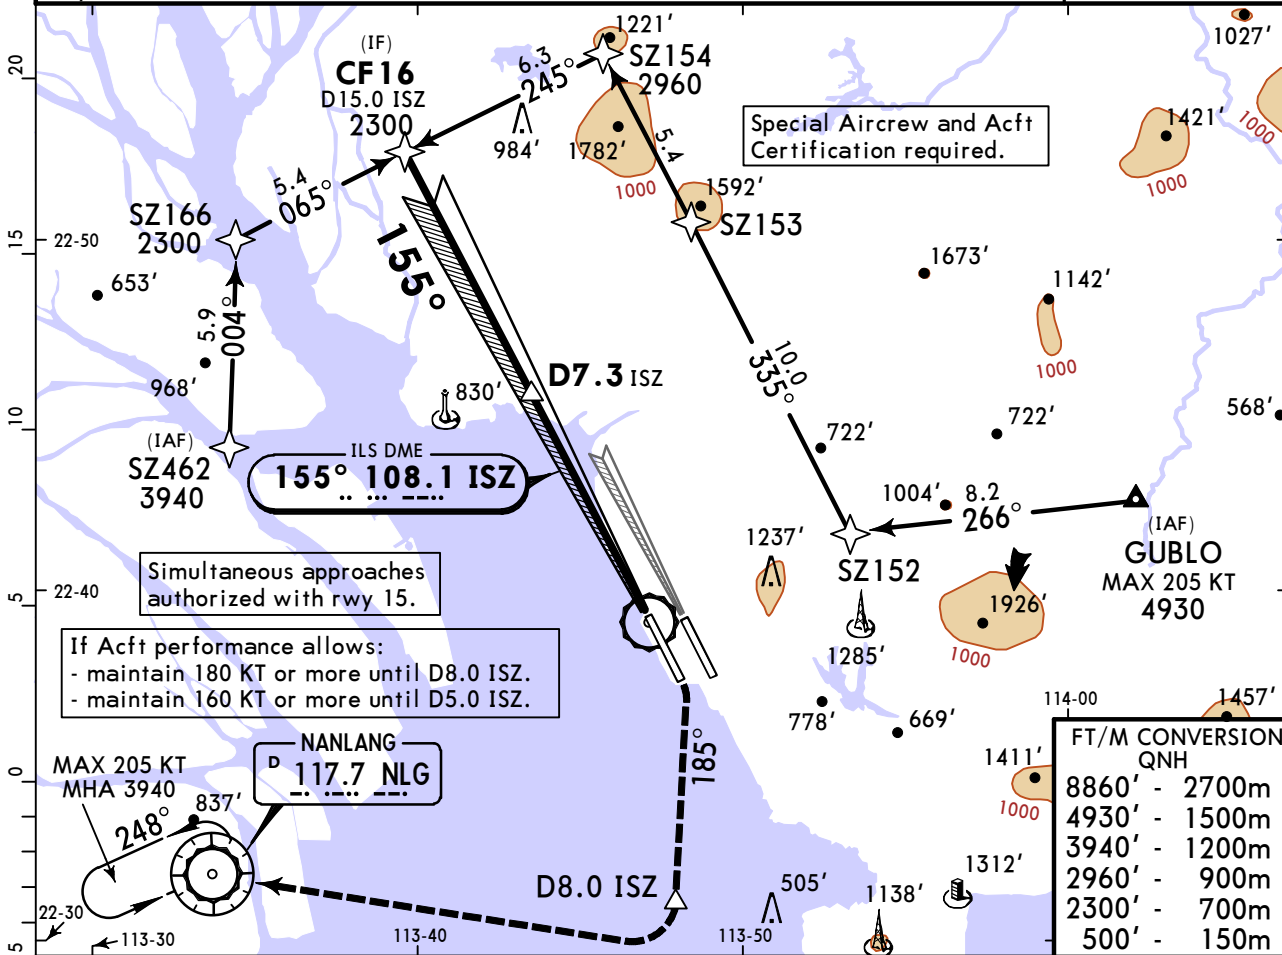 1221'
1027'
20
(IF)
CF16
D15.0 ISZ
2300
6.3
245°
SZ154
2960
984'
1782'
1000
5.4
Special Aircrew and Acft
Certification required.
1421'
1000
1000
1592'
SZ153
5.4
065°
SZ166
2300
15
22-50
155°
653'
1673'
1142'
1000
5.9
004°
968'
830'
D7.3 ISZ
10.0
335°
10
(IAF)
SZ462
3940
ILS DME
155° 108.1 ISZ
722'
722'
568'
1004'
8.2
266°
(IAF)
GUBLO
MAX 205 KT
4930
1237'
SZ152
Simultaneous approaches
authorized with rwy 15.
5
22-40
1926'
1000
1285'
If Acft performance allows:
- maintain 180 KT or more until D8.0 ISZ.
- maintain 160 KT or more until D5.0 ISZ.
778'
669'
114-00
1457'
185°
NANLANG
D 117.7 NLG
MAX 205 KT
MHA 3940
0
837'
248°
1411'
1000
FT/M CONVERSION
QNH
8860' - 2700m
4930' - 1500m
3940' - 1200m
2960' - 900m
2300' - 700m
500' - 150m
D8.0 ISZ
505'
1138'
1312'
22-30
5
113-30
113-40
113-50